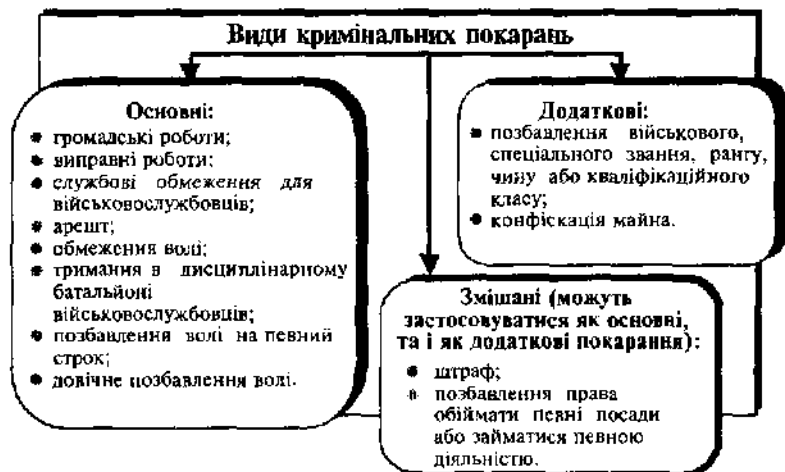 Види кримінальних покарань
Основні:
громадські роботи;
виправні роботи;
службові обмеження для
військовослужбовців;
арешт;
обмеження волі;
тримання в дисциплінарному
батальйоні
військовослужбовців;
позбавлення волі на певний
строк;
довічне позбавлення волі.
Додаткові:
позбавлення військового,
спеціального звання, рангу,
чину або кваліфікаційного
класу;
конфіскація майна.
Змішані (можуть
застосовуватися як основні,
та і як додаткові покарання):
штраф;
позбавлення права
обіймати певні посади
або займатися певною
діяльністю.